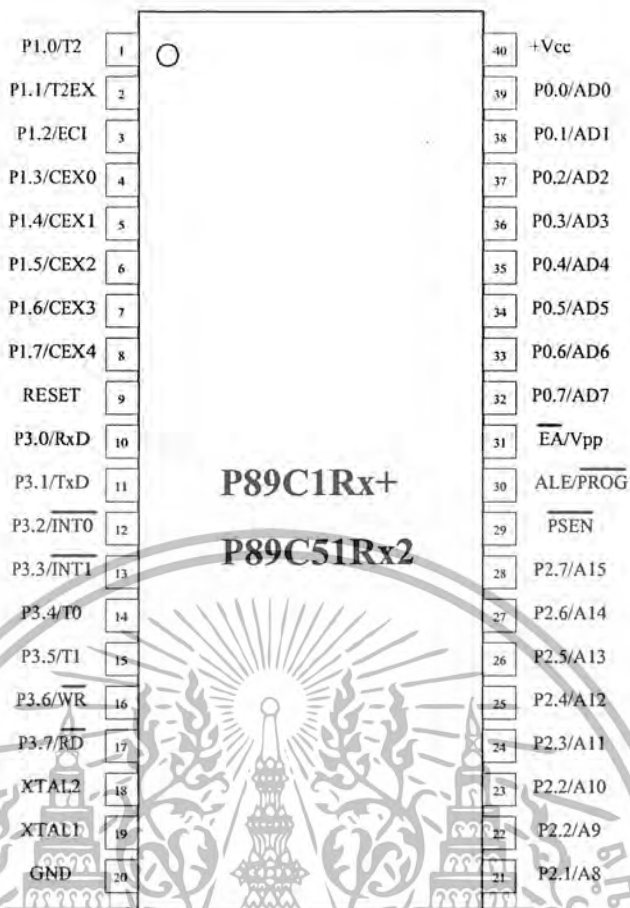 P1.0/T2 1 40 +Vcc
P1.1/T2EX 2 39 P0.0/AD0
P1.2/ECI 3 38 P0.1/AD1
P1.3/CEX0 4 37 P0.2/AD2
P1.4/CEX1 5 36 P0.3/AD3
P1.5/CEX2 6 35 P0.4/AD4
P1.6/CEX3 7 34 P0.5/AD5
P1.7/CEX4 8 33 P0.6/AD6
RESET 9 32 P0.7/AD7
P3.0/RxD 10 31 E̅A̅/Vpp
P3.1/TxD 11 P89C1Rx+ 30 ALE/P̅R̅O̅G̅
P3.2/I̅N̅T̅0̅ 12 29 P̅S̅E̅N̅
P3.3/I̅N̅T̅1̅ 13 P89C51Rx2 28 P2.7/A15
P3.4/T0 14 27 P2.6/A14
P3.5/T1 15 26 P2.5/A13
P3.6/W̅R̅ 16 25 P2.4/A12
P3.7/R̅D̅ 17 24 P2.3/A11
XTAL2 18 23 P2.2/A10
XTAL1 19 22 P2.2/A9
GND 20 21 P2.1/A8